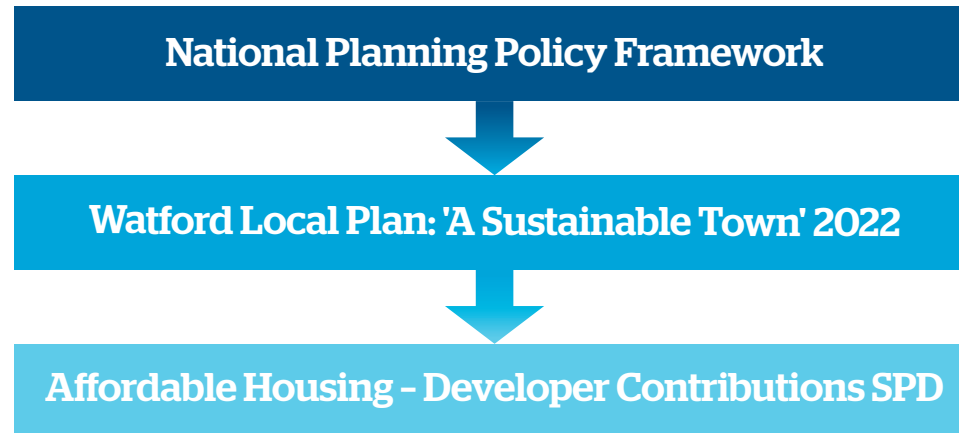 National Planning Policy Framework
Watford Local Plan: 'A Sustainable Town' 2022
Affordable Housing – Developer Contributions SPD